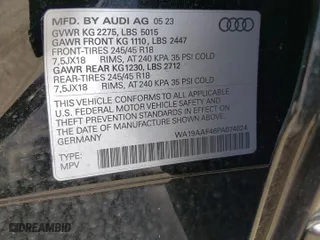 MFD. BY AUDI AG 05 23
GVWR KG 2275, LBS 5015
GAWR FRONT KG 1110, LBS 2447
FRONT-TIRES 245/45 R18
7,5JX18 RIMS, AT 240 KPA 35 PSI COLD
GAWR REAR KG1230, LBS 2712
REAR-TIRES 245/45 R18
7,5JX18 RIMS, AT 240 KPA 35 PSI COLD
THIS VEHICLE CONFORMS TO ALL APPLICABLE
U.S. FEDERAL MOTOR VEHICLE SAFETY
STANDARDS IN EFFECT ON THE DATE OF
MANUFACTURE SHOWN ABOVE.
GERMANY
TYPE:
MPV
DREAMBID